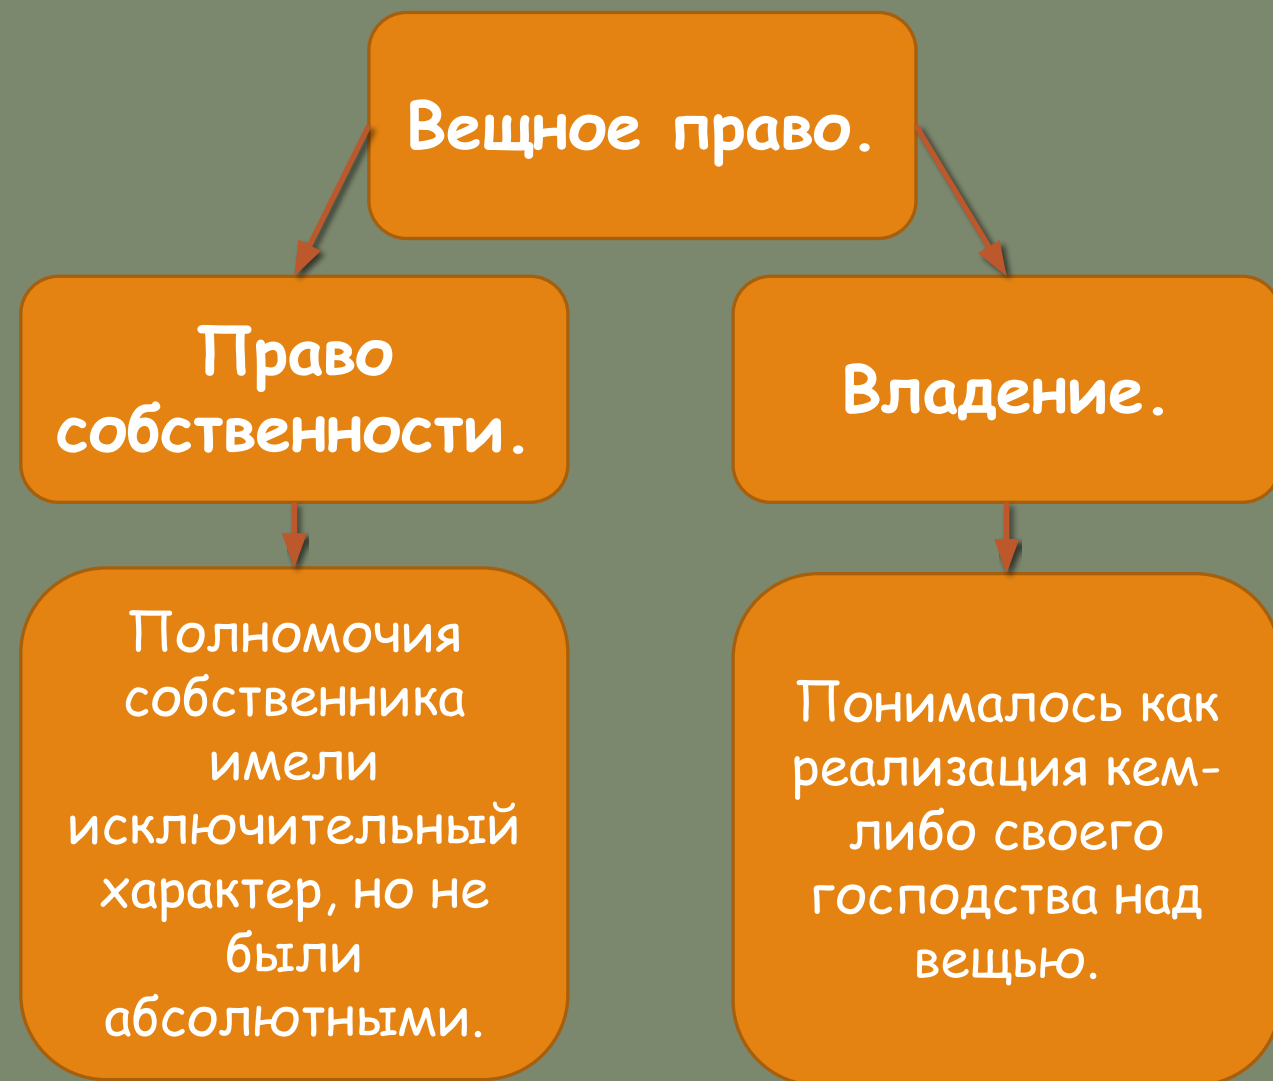 Вещное право.
Право
собственности.
Владение.
Полномочия
собственника
имели
исключительный
характер, но не
были
абсолютными.
Понималось как
реализация кем-
либо своего
господства над
вещью.